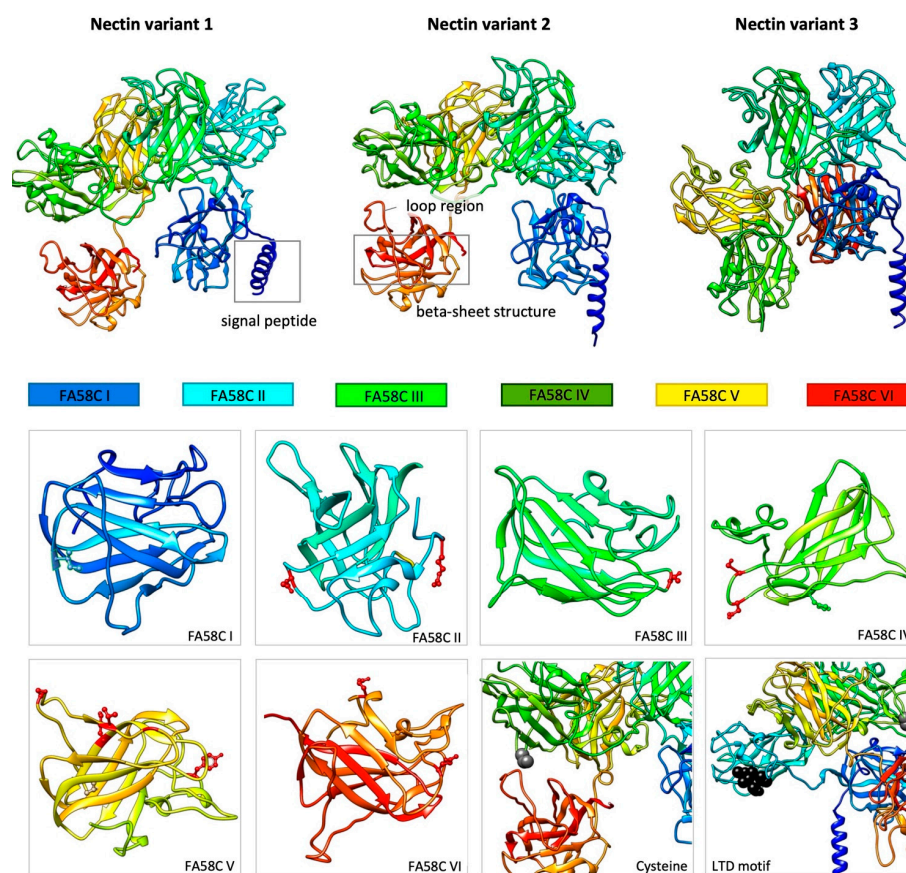 Nectin variant 1 Nectin variant 2 Nectin variant 3
loop region
signal peptide
beta-sheet structure
FA58C I FA58C II FA58C III FA58C IV FA58C V FA58C VI
FA58C I FA58C II FA58C III FA58C IV
FA58C V FA58C VI Cysteine LTD motif